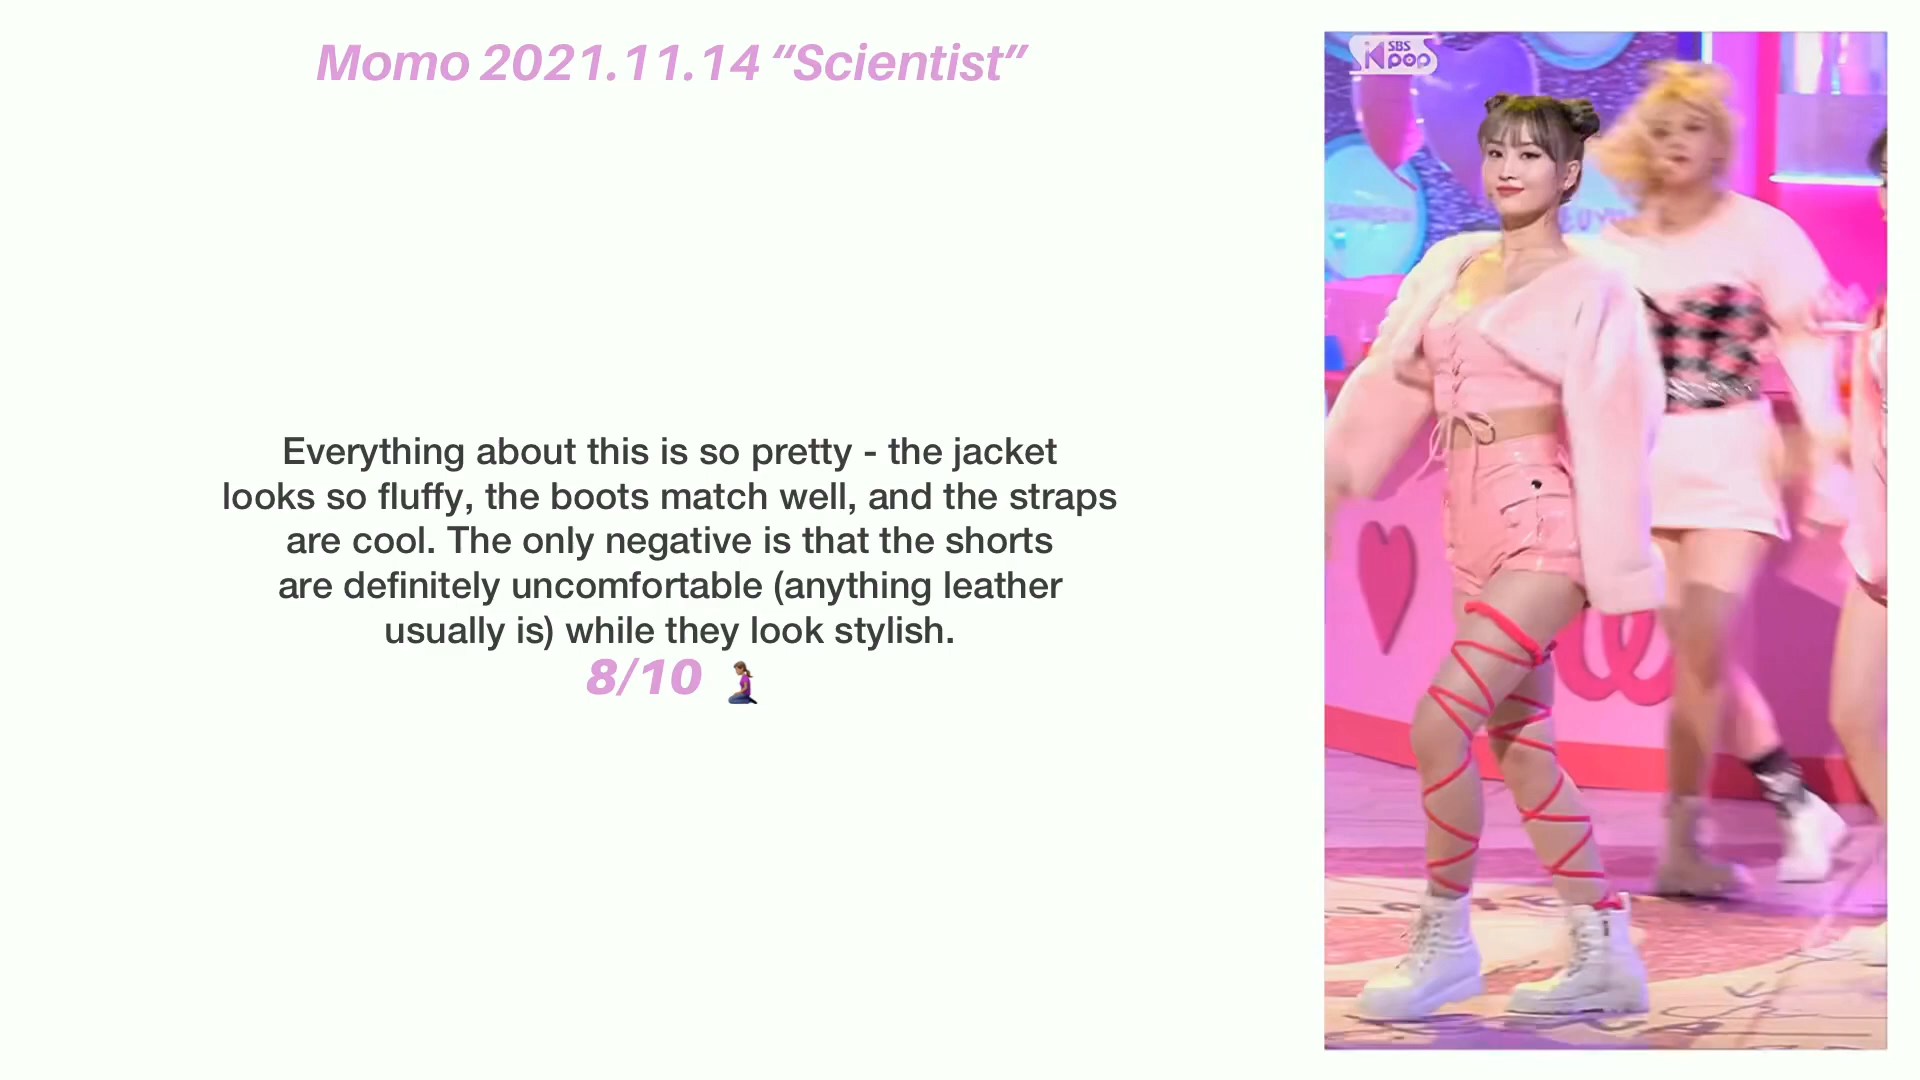 Momo 2021.11.14 “Scientist”
SBS
Kpop
Everything about this is so pretty - the jacket
looks so fluffy, the boots match well, and the straps
are cool. The only negative is that the shorts
are definitely uncomfortable (anything leather
usually is) while they look stylish.
8/10